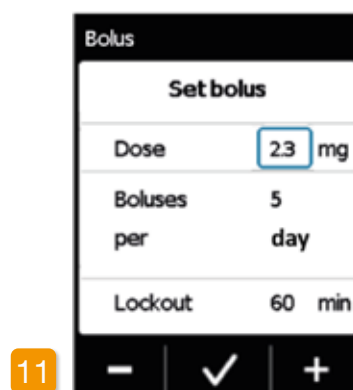 Bolus
Set bolus
Dose 2.3 mg
Boluses 5
per day
Lockout 60 min
11 − ✓ +